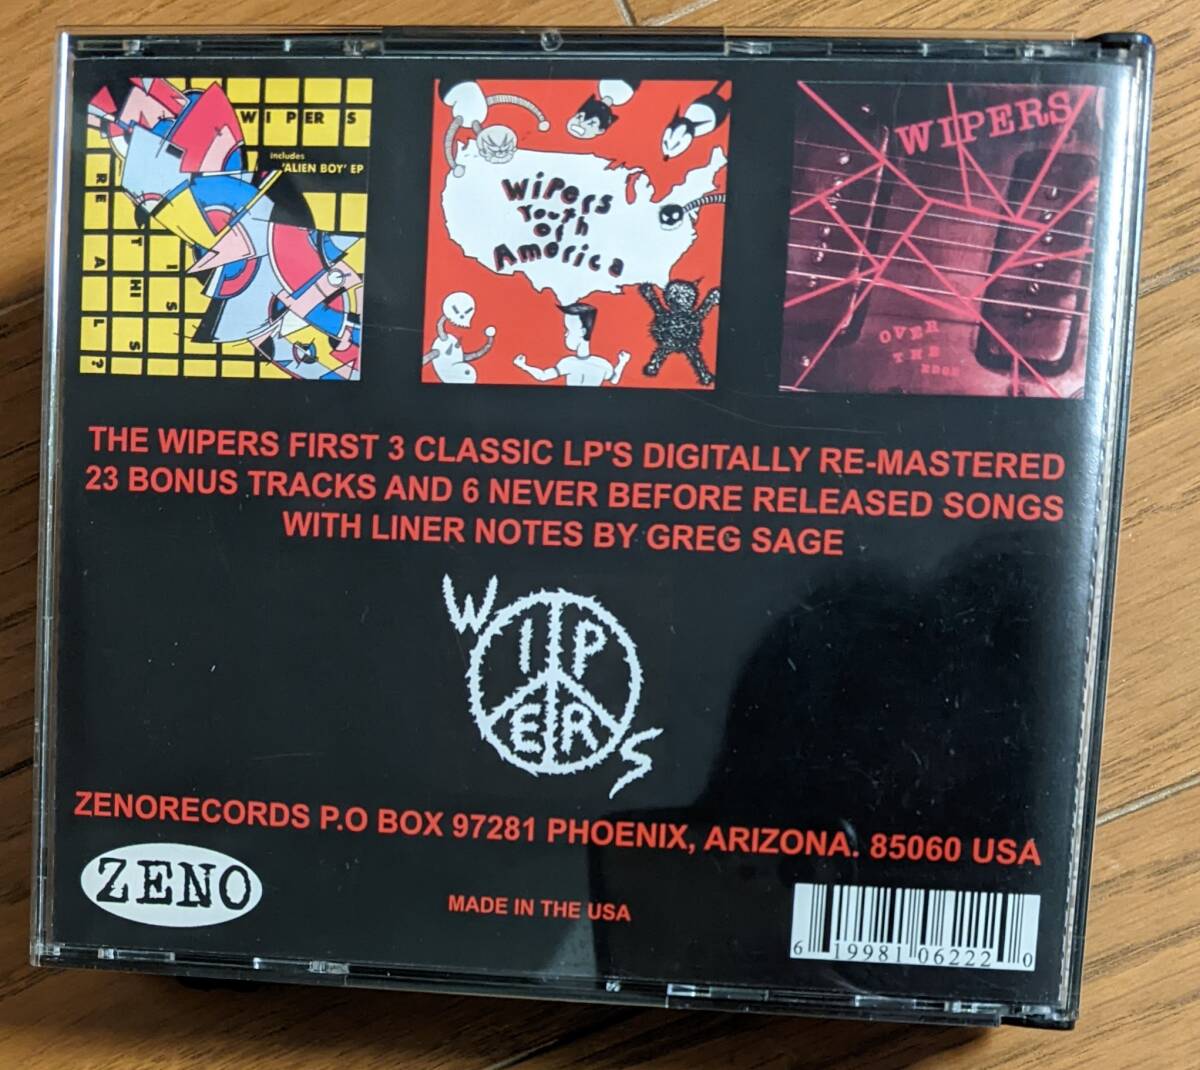 WIPERS
includes
'ALIEN BOY' EP
IS THIS REAL?
WiPers
Youth
of
America
WIPERS
OVER
THE
EDGE
THE WIPERS FIRST 3 CLASSIC LP'S DIGITALLY RE-MASTERED
23 BONUS TRACKS AND 6 NEVER BEFORE RELEASED SONGS
WITH LINER NOTES BY GREG SAGE
WIPERS
ZENORECORDS P.O BOX 97281 PHOENIX, ARIZONA. 85060 USA
ZENO
MADE IN THE USA
6 19981 06222 0